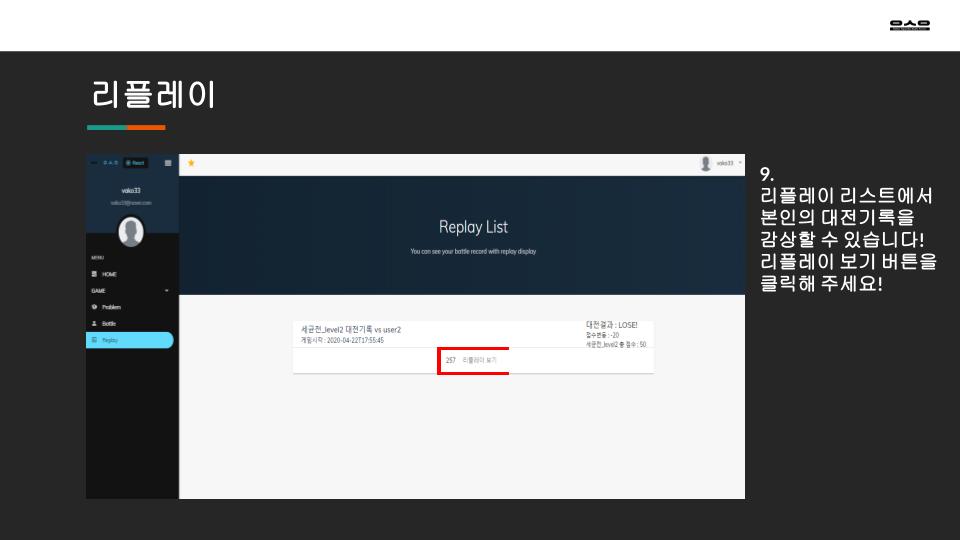 ㅇㅅㅇ
리플레이
ㅇㅅㅇ React
vako33
vako33@naver.com
MENU
HOME
GAME
Problem
Battle
Replay
vako33
Replay List
You can see your battle record with replay display
세균전_level2 대전기록 vs user2
게임시작 : 2020-04-22T17:55:45
대전결과 : LOSE!
점수변동 : -20
세균전_level2 총 점수 : 50
257 리플레이 보기
9.
리플레이 리스트에서
본인의 대전기록을
감상할 수 있습니다!
리플레이 보기 버튼을
클릭해 주세요!